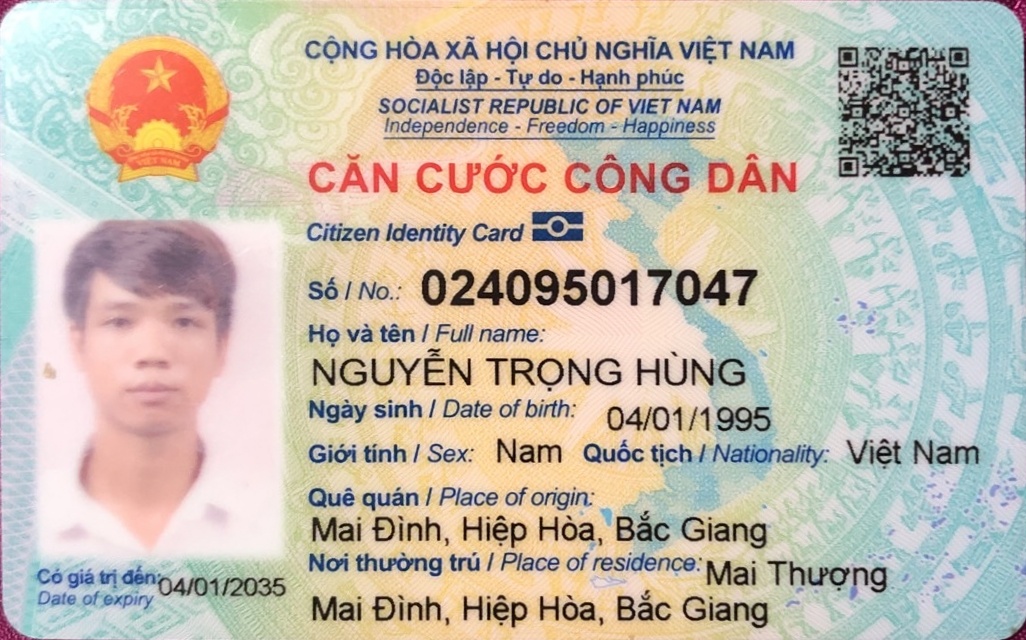 CỘNG HÒA XÃ HỘI CHỦ NGHĨA VIỆT NAM
Độc lập - Tự do - Hạnh phúc
SOCIALIST REPUBLIC OF VIET NAM
Independence - Freedom - Happiness
CĂN CƯỚC CÔNG DÂN
Citizen Identity Card
Số / No.: 024095017047
Họ và tên / Full name:
NGUYỄN TRỌNG HÙNG
Ngày sinh / Date of birth: 04/01/1995
Giới tính / Sex: Nam Quốc tịch / Nationality: Việt Nam
Quê quán / Place of origin:
Mai Đình, Hiệp Hòa, Bắc Giang
Nơi thường trú / Place of residence: Mai Thượng
Mai Đình, Hiệp Hòa, Bắc Giang
Có giá trị đến: 04/01/2035
Date of expiry
VIỆT NAM